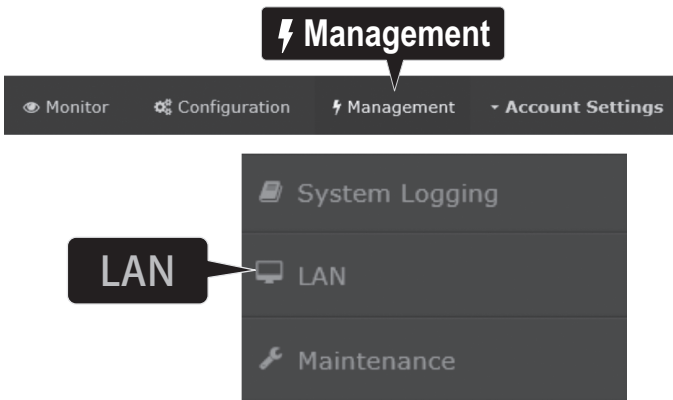 Management
Monitor Configuration Management Account Settings
System Logging
LAN LAN
Maintenance